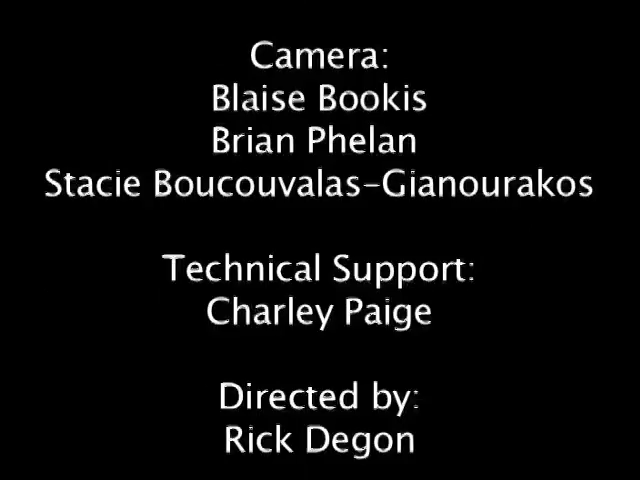 Camera:
Blaise Bookis
Brian Phelan
Stacie Boucouvalas-Gianourakos
Technical Support:
Charley Paige
Directed by:
Rick Degon